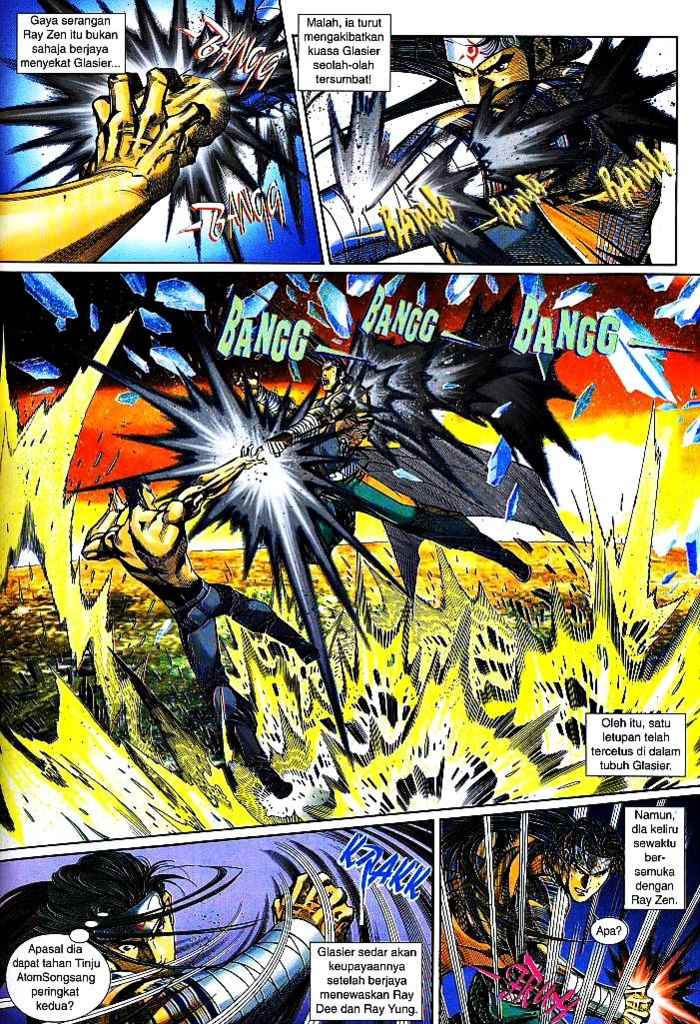 Gaya serangan
Ray Zen itu bukan
sahaja berjaya
menyekat Glasier...
BANGG
BANGG
Malah, ia turut
mengakibatkan
kuasa Glasier
seolah-olah
tersumbat!
BANG
BANG
BANG
BANGG
BANGG
BANGG
Oleh itu, satu
letupan telah
tercetus di dalam
tubuh Glasier.
Apasal dia
dapat tahan Tinju
AtomSongsang
peringkat
kedua?
KRAKK
Glasier sedar akan
keupayaannya
setelah berjaya
menewaskan Ray
Dee dan Ray Yung.
Namun,
dia keliru
sewaktu
ber-
semuka
dengan
Ray Zen.
Apa?